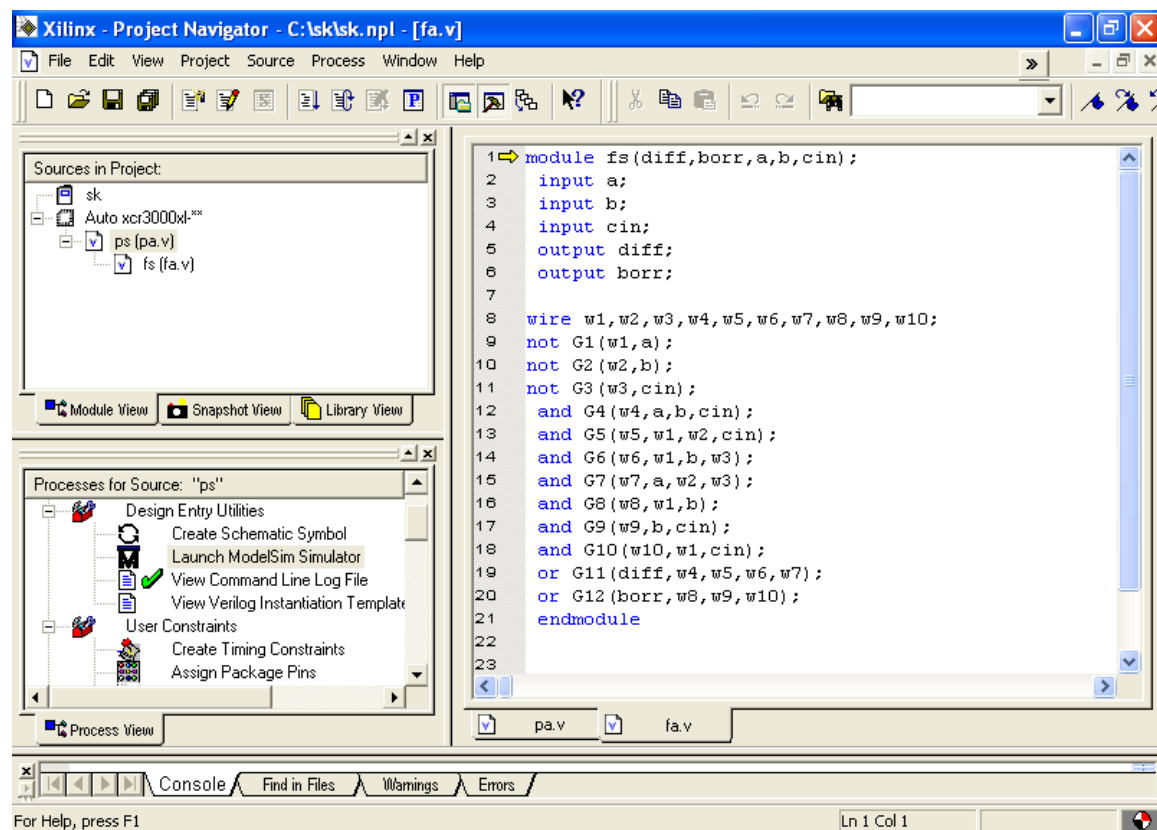 Xilinx - Project Navigator - C:\sk\sk.npl - [fa.v]
File Edit View Project Source Process Window Help
Sources in Project:
sk
Auto xcr3000xl-**
ps (pa.v)
fs (fa.v)
Module View Snapshot View Library View
Processes for Source: "ps"
Design Entry Utilities
Create Schematic Symbol
Launch ModelSim Simulator
View Command Line Log File
View Verilog Instantiation Template
User Constraints
Create Timing Constraints
Assign Package Pins
Process View
1 module fs(diff,borr,a,b,cin);
2 input a;
3 input b;
4 input cin;
5 output diff;
6 output borr;
7
8 wire w1,w2,w3,w4,w5,w6,w7,w8,w9,w10;
9 not G1(w1,a);
10 not G2(w2,b);
11 not G3(w3,cin);
12 and G4(w4,a,b,cin);
13 and G5(w5,w1,w2,cin);
14 and G6(w6,w1,b,w3);
15 and G7(w7,a,w2,w3);
16 and G8(w8,w1,b);
17 and G9(w9,b,cin);
18 and G10(w10,w1,cin);
19 or G11(diff,w4,w5,w6,w7);
20 or G12(borr,w8,w9,w10);
21 endmodule
22
23
pa.v fa.v
Console Find in Files Warnings Errors
For Help, press F1 Ln 1 Col 1